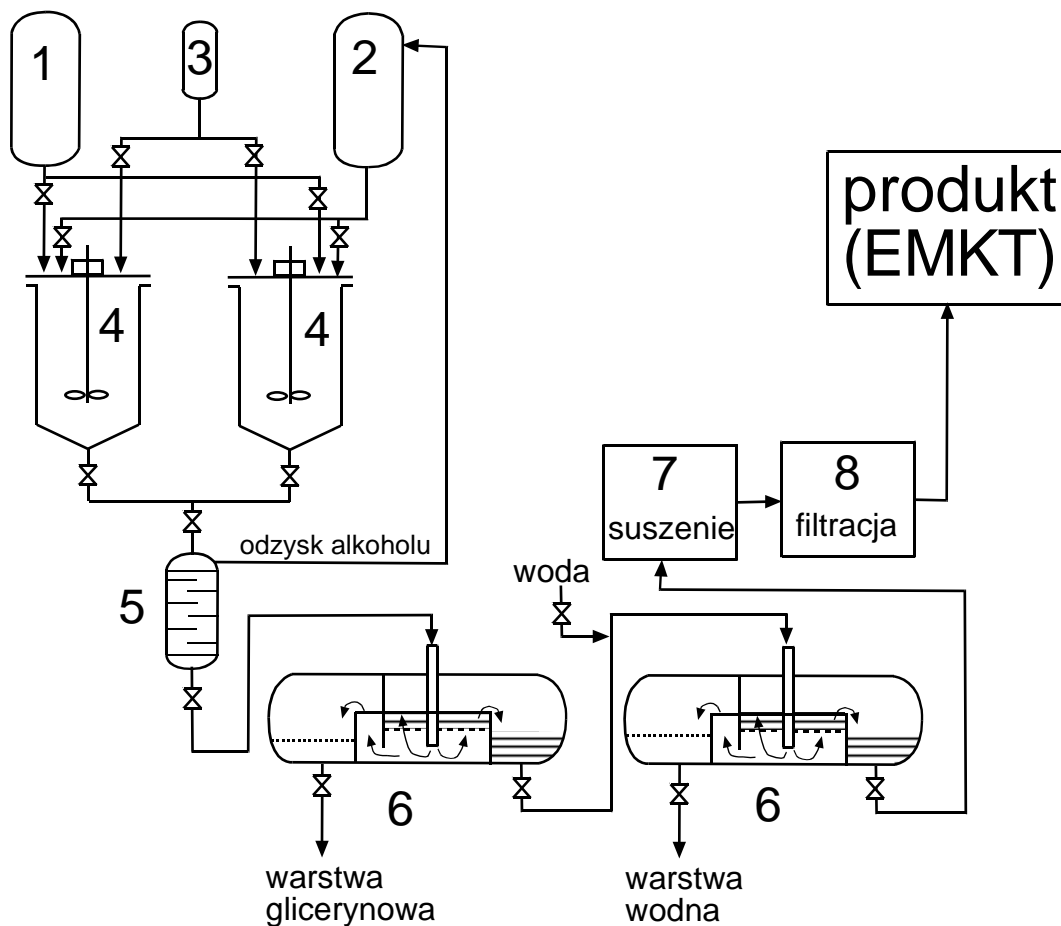 1
3
2
produkt
(EMKT)
4
4
7
suszenie
8
filtracja
odzysk alkoholu
woda
5
6
6
warstwa
glicerynowa
warstwa
wodna